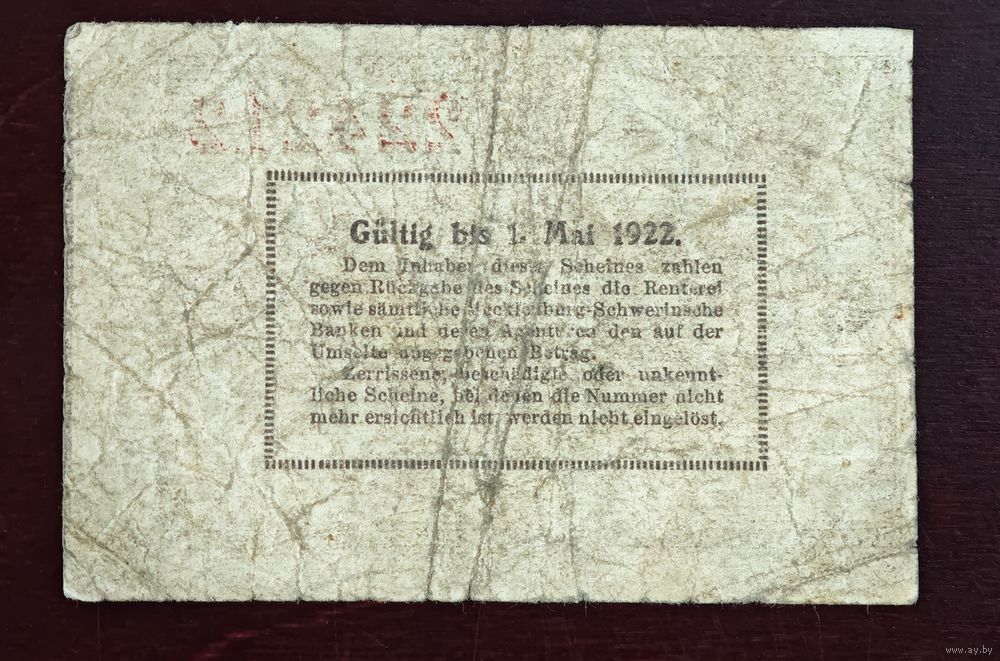 Gültig bis 1. Mai 1922.
Dem Inhaber dieses Scheines zahlen
gegen Rückgabe des Scheines die Renterei
sowie sämtliche Mecklenburg-Schwerinsche
Banken und deren Agenturen den auf der
Umseite angegebenen Betrag.
Zerrissene, beschädigte oder unkennt-
liche Scheine, bei denen die Nummer nicht
mehr ersichtlich ist, werden nicht eingelöst.
www.ay.by